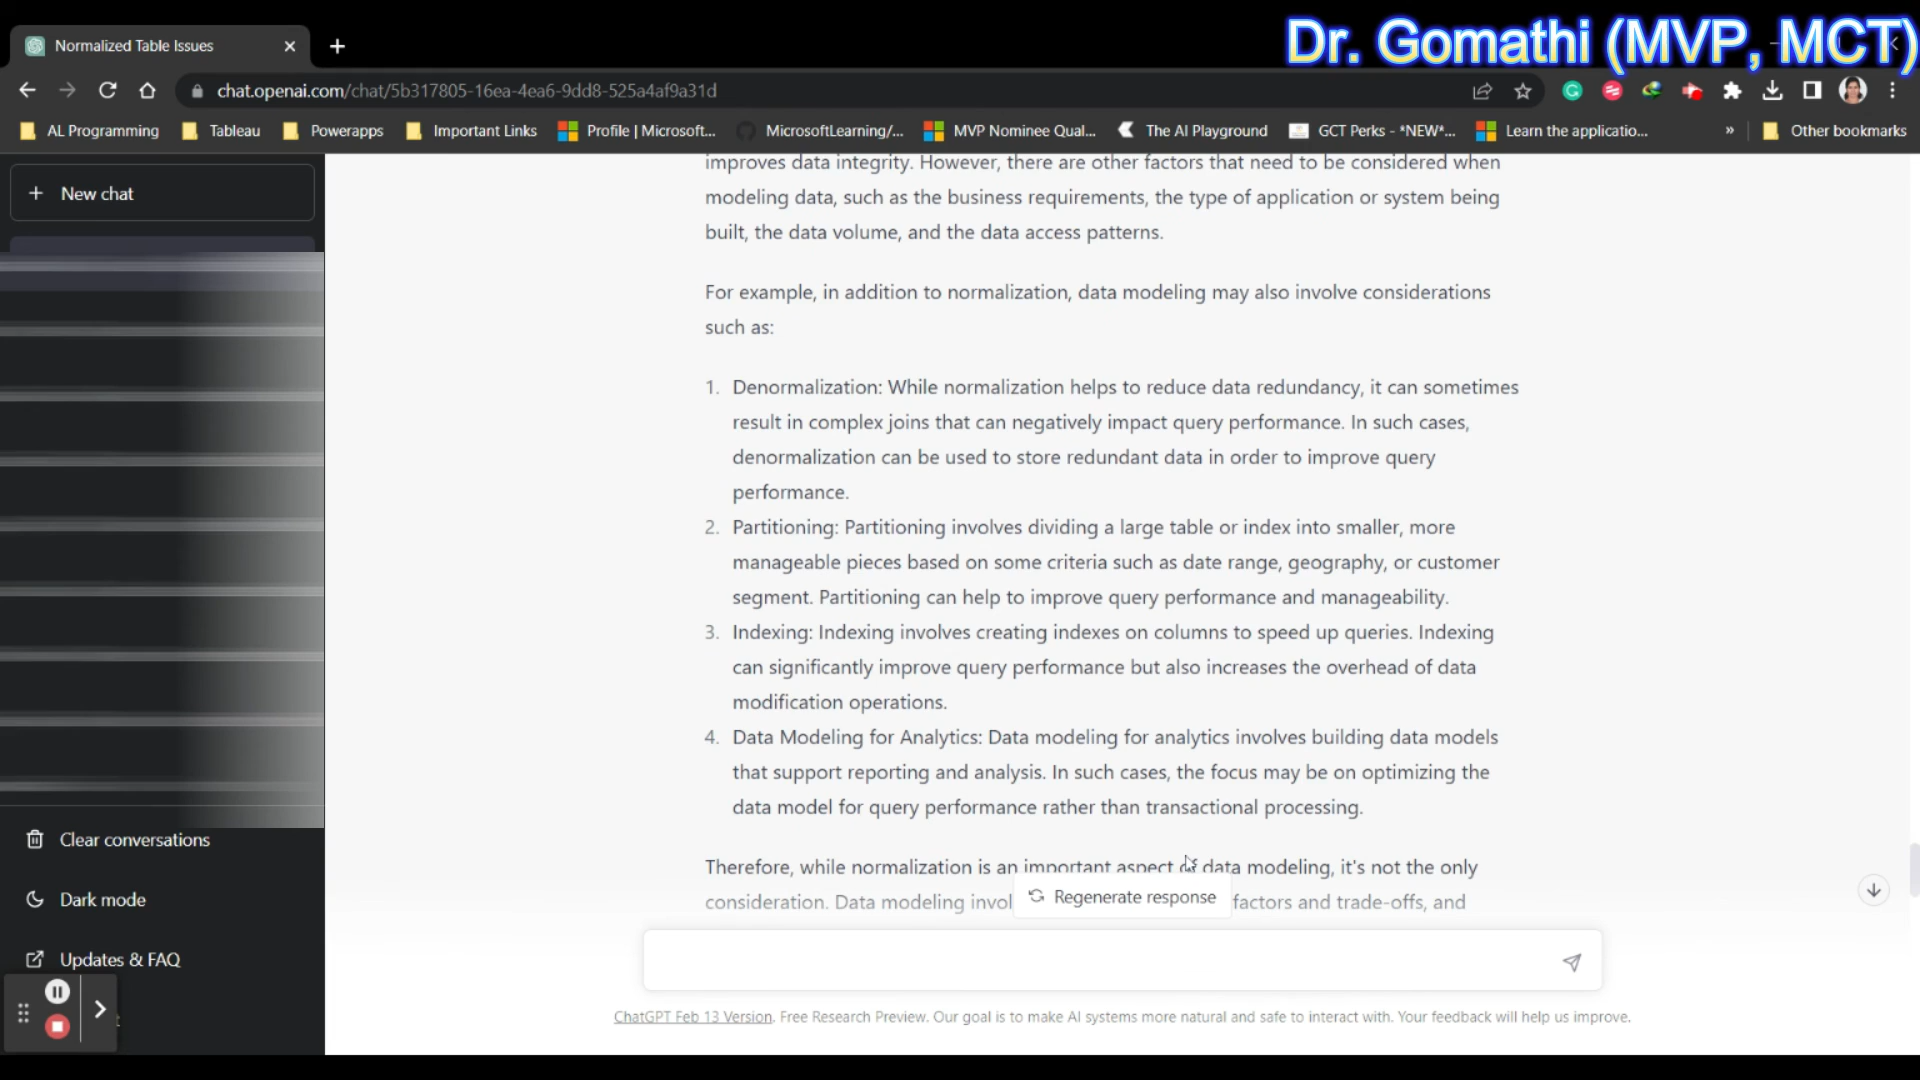 Dr. Gomathi (MVP, MCT)
Normalized Table Issues
chat.openai.com/chat/5b317805-16ea-4ea6-9dd8-525a4af9a31d
AL Programming Tableau Powerapps Important Links Profile | Microsoft... MicrosoftLearning/... MVP Nominee Qual... The AI Playground GCT Perks - *NEW*... Learn the applicatio... » Other bookmarks
New chat
improves data integrity. However, there are other factors that need to be considered when
modeling data, such as the business requirements, the type of application or system being
built, the data volume, and the data access patterns.
For example, in addition to normalization, data modeling may also involve considerations
such as:
1. Denormalization: While normalization helps to reduce data redundancy, it can sometimes
result in complex joins that can negatively impact query performance. In such cases,
denormalization can be used to store redundant data in order to improve query
performance.
2. Partitioning: Partitioning involves dividing a large table or index into smaller, more
manageable pieces based on some criteria such as date range, geography, or customer
segment. Partitioning can help to improve query performance and manageability.
3. Indexing: Indexing involves creating indexes on columns to speed up queries. Indexing
can significantly improve query performance but also increases the overhead of data
modification operations.
4. Data Modeling for Analytics: Data modeling for analytics involves building data models
that support reporting and analysis. In such cases, the focus may be on optimizing the
data model for query performance rather than transactional processing.
Therefore, while normalization is an important aspect of data modeling, it's not the only
consideration. Data modeling invol factors and trade-offs, and
Regenerate response
Clear conversations
Dark mode
Updates & FAQ
ChatGPT Feb 13 Version. Free Research Preview. Our goal is to make AI systems more natural and safe to interact with. Your feedback will help us improve.